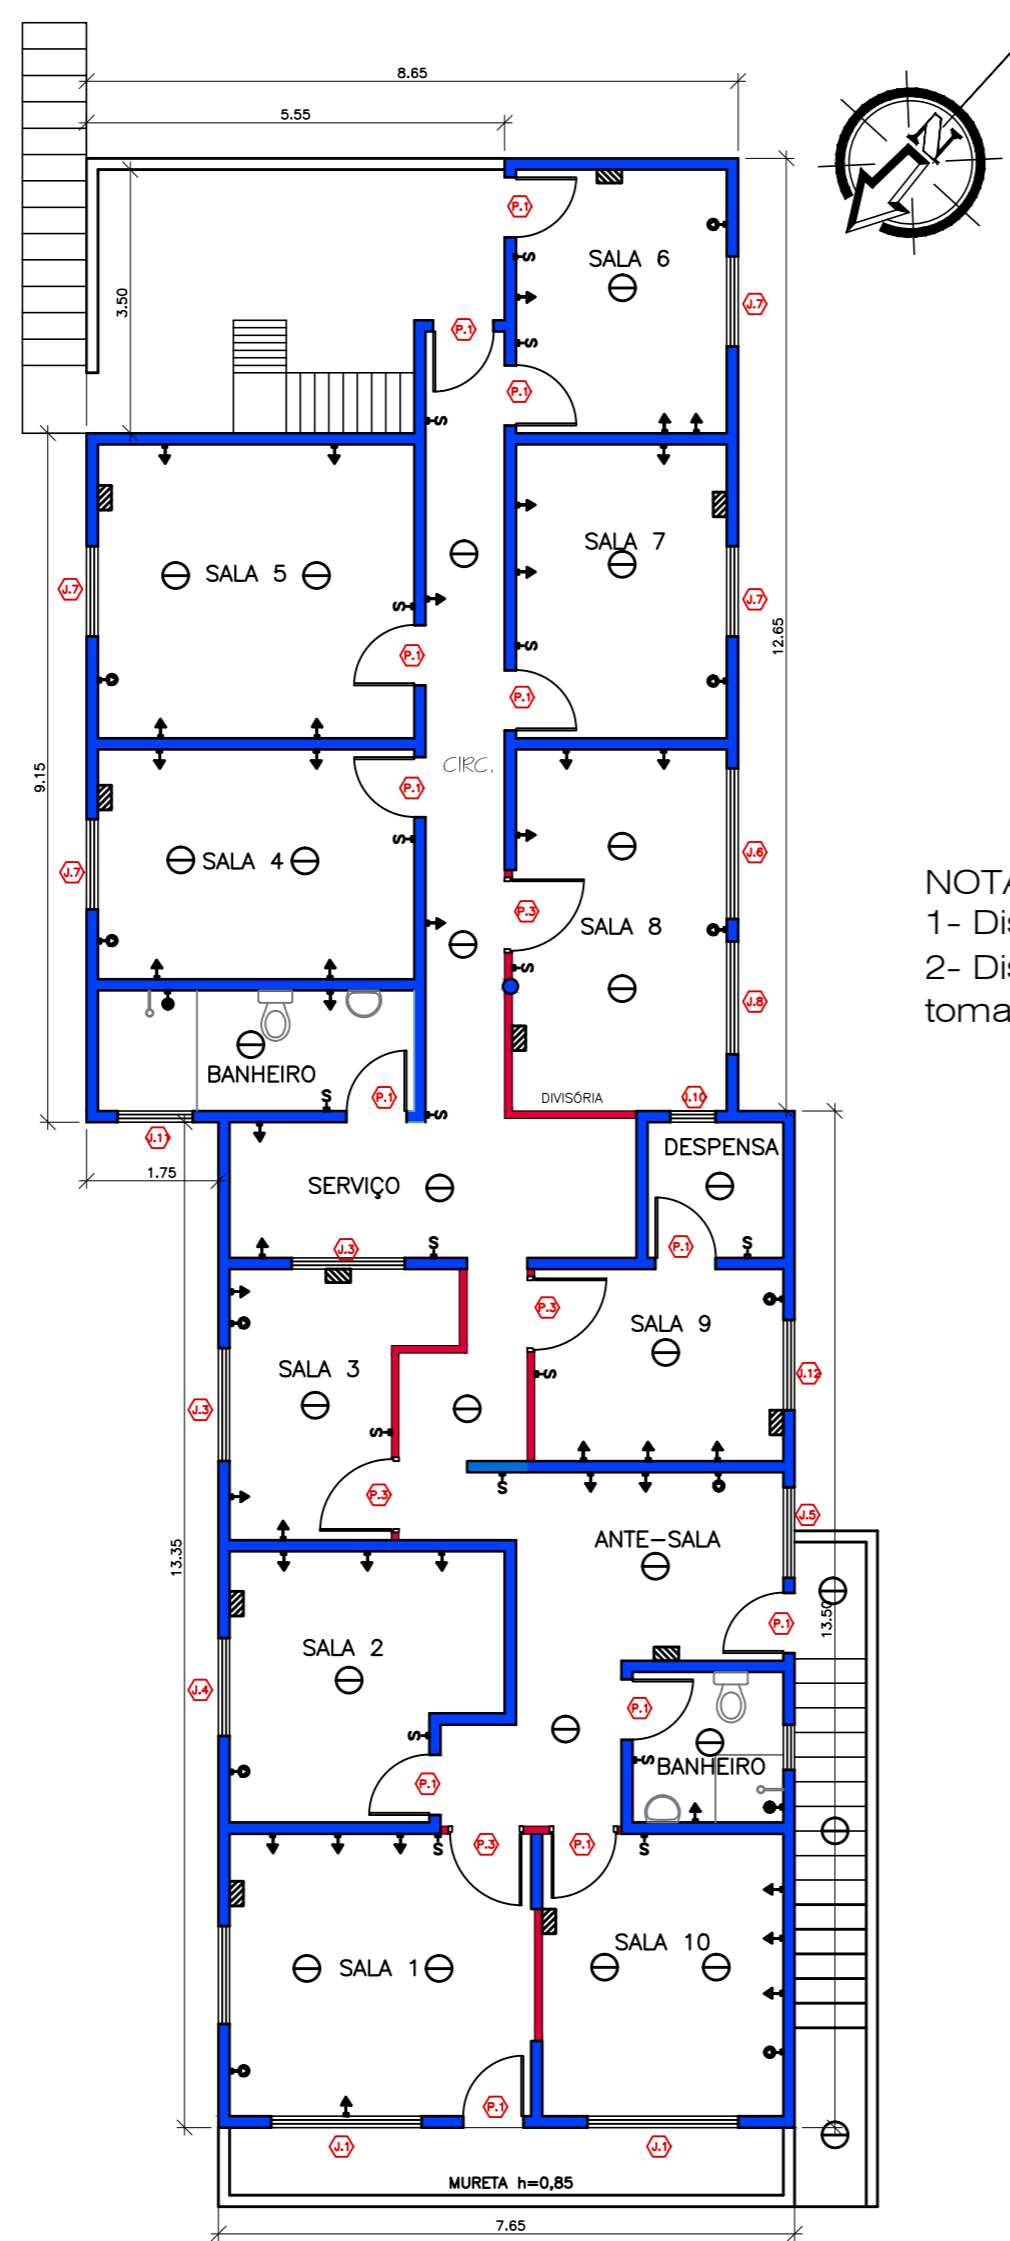 8.65
5.55
N
P.1
SALA 6
3.50
J.7
P.1
S
S
P.1
S
SALA 7
SALA 5
J.7
J.7
S
12.65
P.1
S
P.1
9.15
CIRC.
P.1
S
J.6
SALA 4
J.7
NOTA
1- Dis
P.3
SALA 8
2- Dis
S
J.8
toma
BANHEIRO
P.1
S
DIVISÓRIA
J.10
S
J.11
DESPENSA
1.75
SERVIÇO
S
J.3
P.1
S
P.3
SALA 9
SALA 3
S
J.12
J.3
S
P.3
S
J.5
ANTE-SALA
13.35
13.50
P.1
SALA 2
J.4
P.1
S
S
BANHEIRO
P.1
S
P.3
P.1
S
SALA 10
SALA 1
P.1
J.1
J.1
MURETA h=0,85
7.65